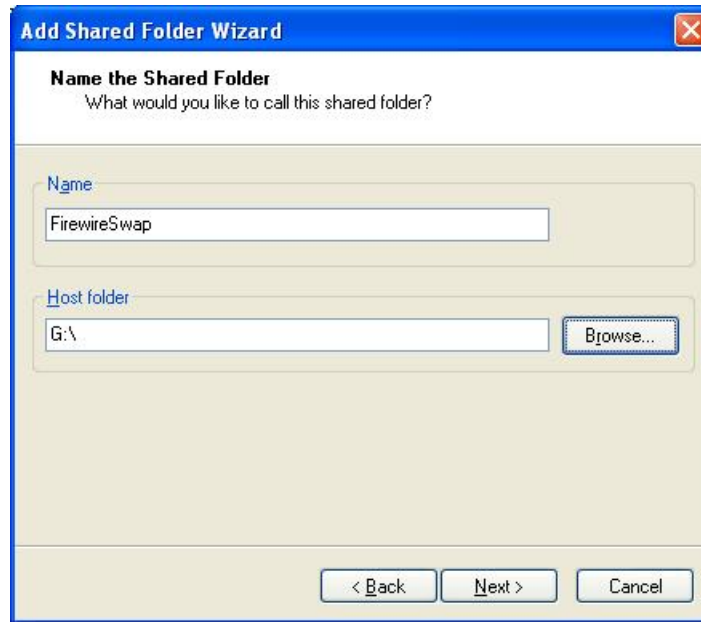 Add Shared Folder Wizard
Name the Shared Folder
What would you like to call this shared folder?
Name
FirewireSwap
Host folder
G:\
Browse...
< Back
Next >
Cancel